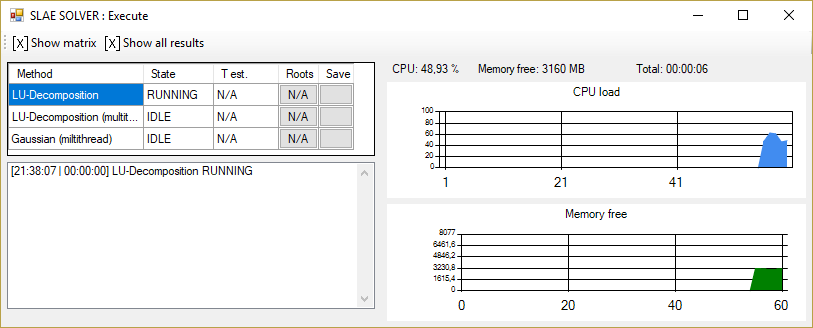 SLAE SOLVER : Execute
[X] Show matrix [X] Show all results
Method State T est. Roots Save
LU-Decomposition RUNNING N/A N/A
LU-Decomposition (multit... IDLE N/A N/A
Gaussian (miltithread) IDLE N/A N/A
[21:38:07 | 00:00:00] LU-Decomposition RUNNING
CPU: 48,93 % Memory free: 3160 MB Total: 00:00:06
CPU load
100
80
60
40
20
0
1 21 41
Memory free
8077
6461,6
4846,2
3230,8
1615,4
0
0 20 40 60